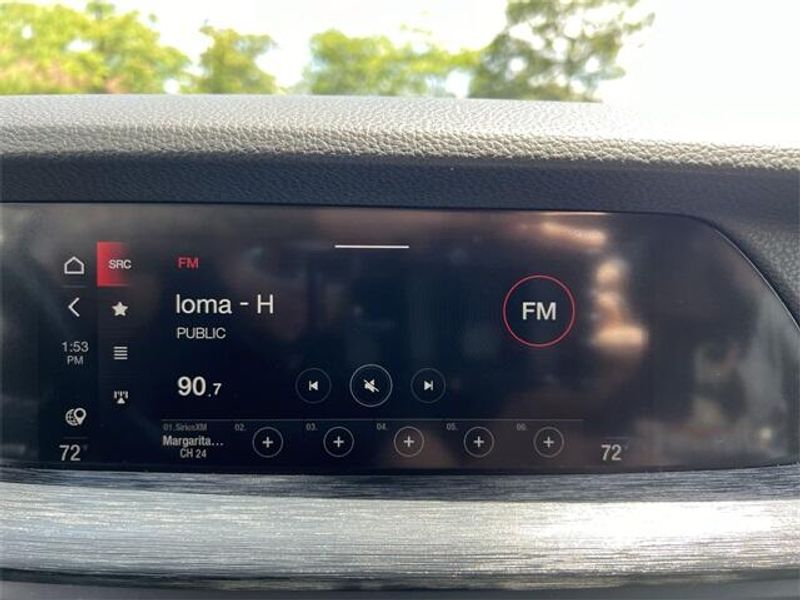 SRC
FM
loma - H
PUBLIC
FM
1:53
PM
90.7
01.SiriusXM 02. 03. 04. 05. 06.
Margarita...
CH 24
72
72